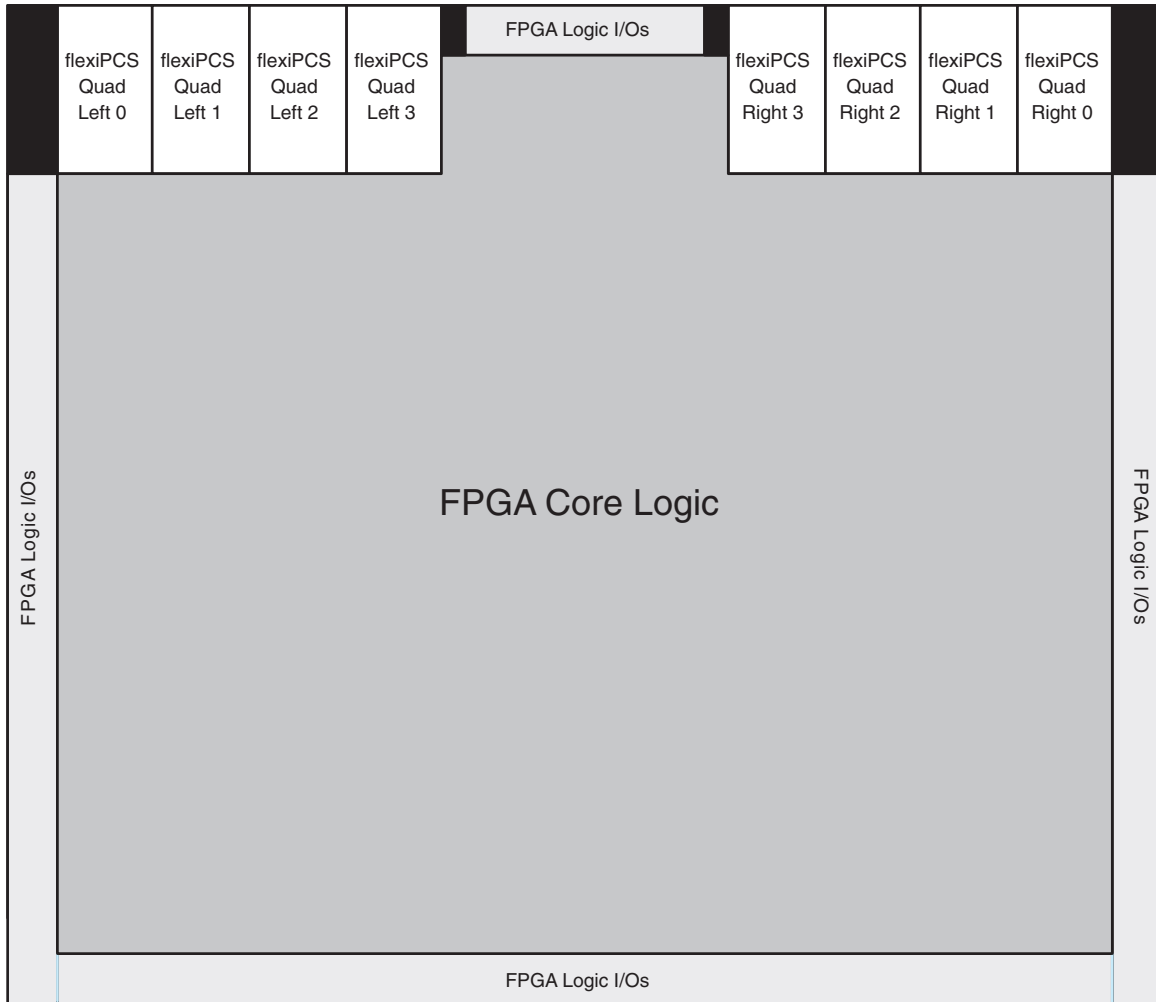 FPGA Logic I/Os
flexiPCS
Quad
Left 0
flexiPCS
Quad
Left 1
flexiPCS
Quad
Left 2
flexiPCS
Quad
Left 3
flexiPCS
Quad
Right 3
flexiPCS
Quad
Right 2
flexiPCS
Quad
Right 1
flexiPCS
Quad
Right 0
FPGA Logic I/Os
FPGA Core Logic
FPGA Logic I/Os
FPGA Logic I/Os